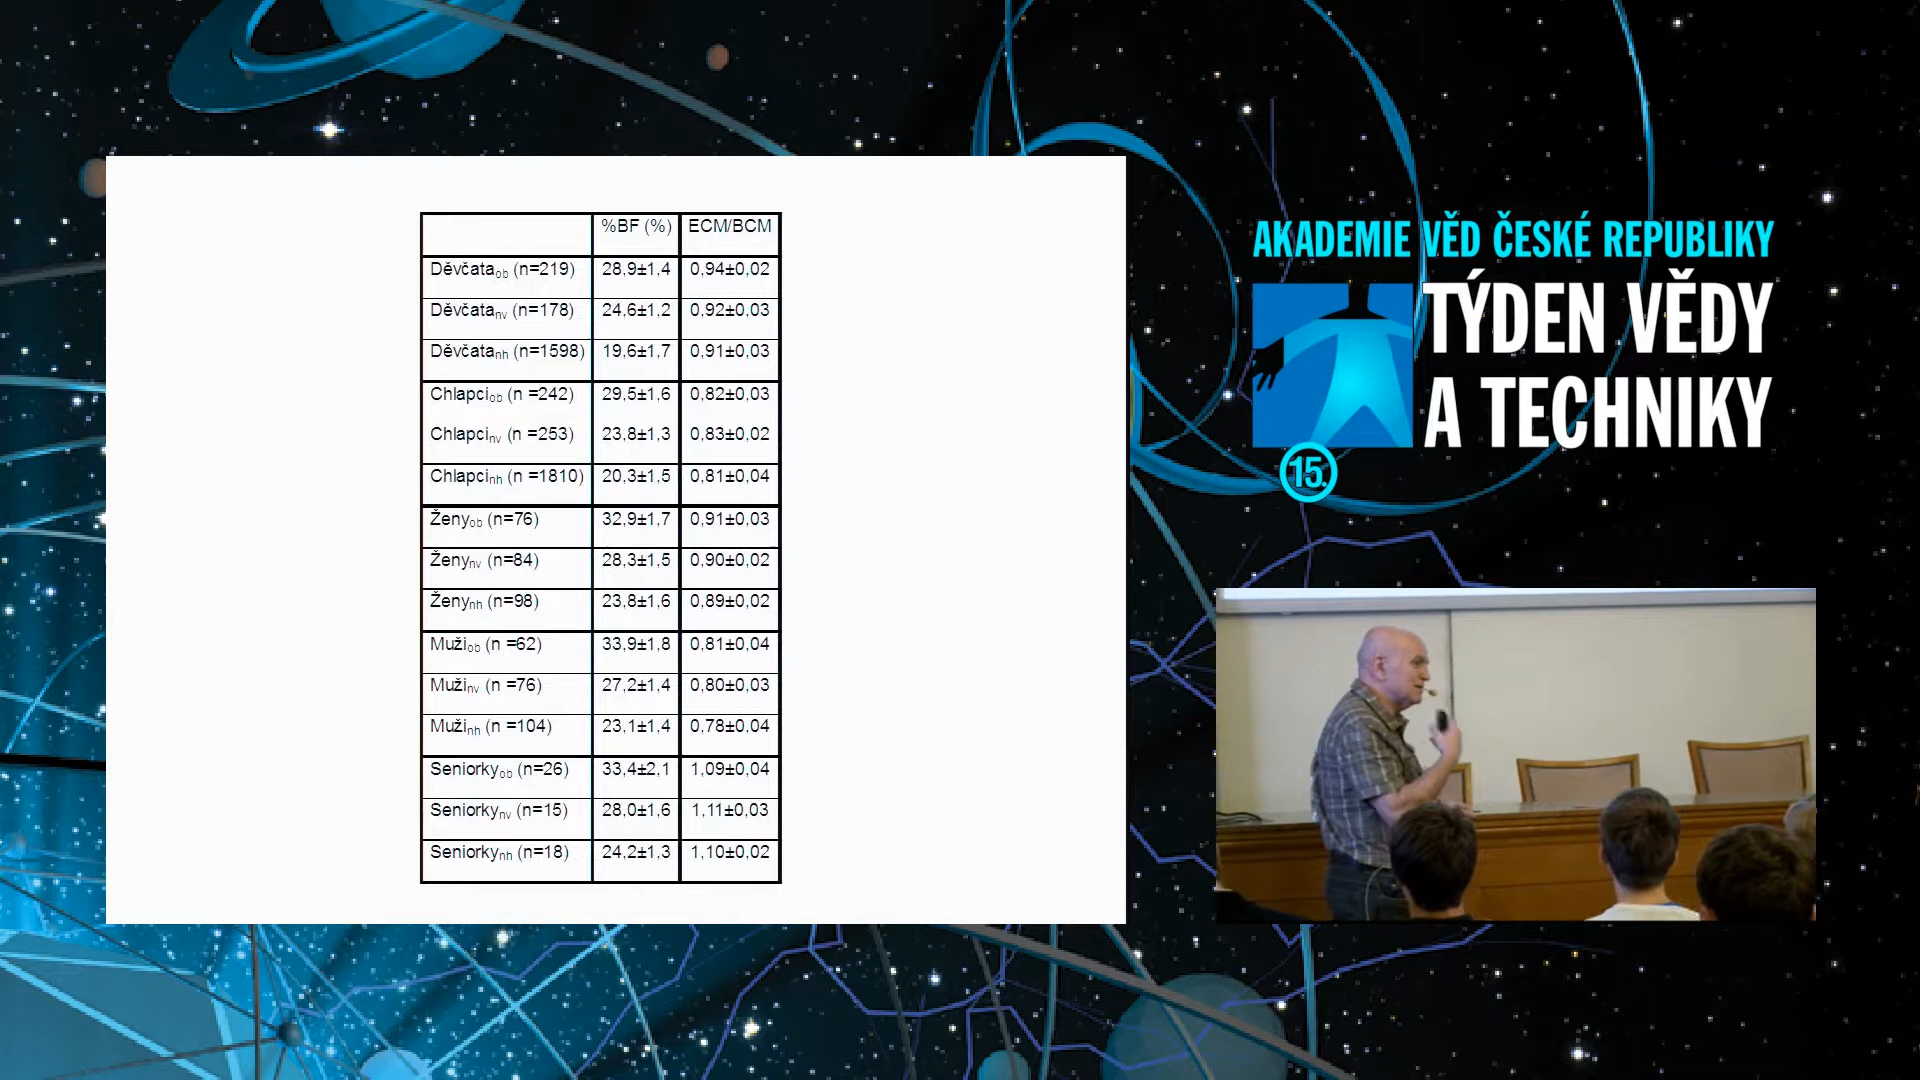 %BF (%) ECM/BCM
Děvčataob (n=219) 28,9±1,4 0,94±0,02
Děvčatanv (n=178) 24,6±1,2 0,92±0,03
Děvčatanh (n=1598) 19,6±1,7 0,91±0,03
Chlapciob (n =242) 29,5±1,6 0,82±0,03
Chlapcinv (n =253) 23,8±1,3 0,83±0,02
Chlapcinh (n =1810) 20,3±1,5 0,81±0,04
Ženyob (n=76) 32,9±1,7 0,91±0,03
Ženynv (n=84) 28,3±1,5 0,90±0,02
Ženynh (n=98) 23,8±1,6 0,89±0,02
Mužiob (n =62) 33,9±1,8 0,81±0,04
Mužinv (n =76) 27,2±1,4 0,80±0,03
Mužinh (n =104) 23,1±1,4 0,78±0,04
Seniorkyob (n=26) 33,4±2,1 1,09±0,04
Seniorkynv (n=15) 28,0±1,6 1,11±0,03
Seniorkynh (n=18) 24,2±1,3 1,10±0,02
AKADEMIE VĚD ČESKÉ REPUBLIKY
TÝDEN VĚDY
A TECHNIKY
15.